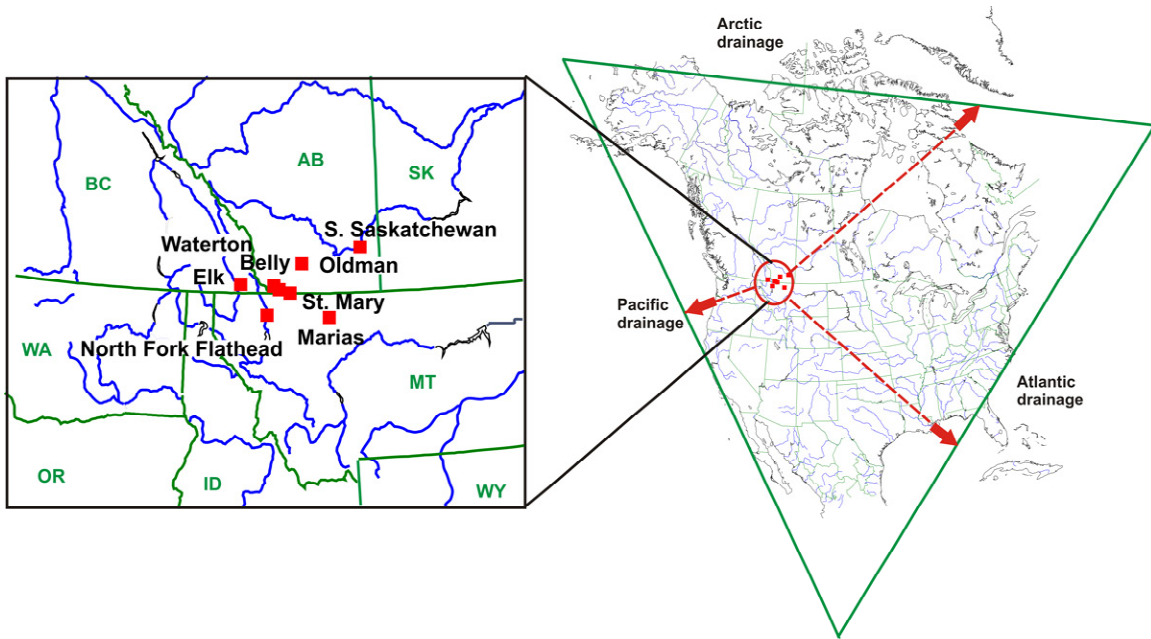 Arctic
drainage
AB
BC
SK
S. Saskatchewan
Waterton
Belly
Oldman
Elk
St. Mary
Marias
North Fork Flathead
WA
MT
OR
ID
WY
Pacific
drainage
Atlantic
drainage